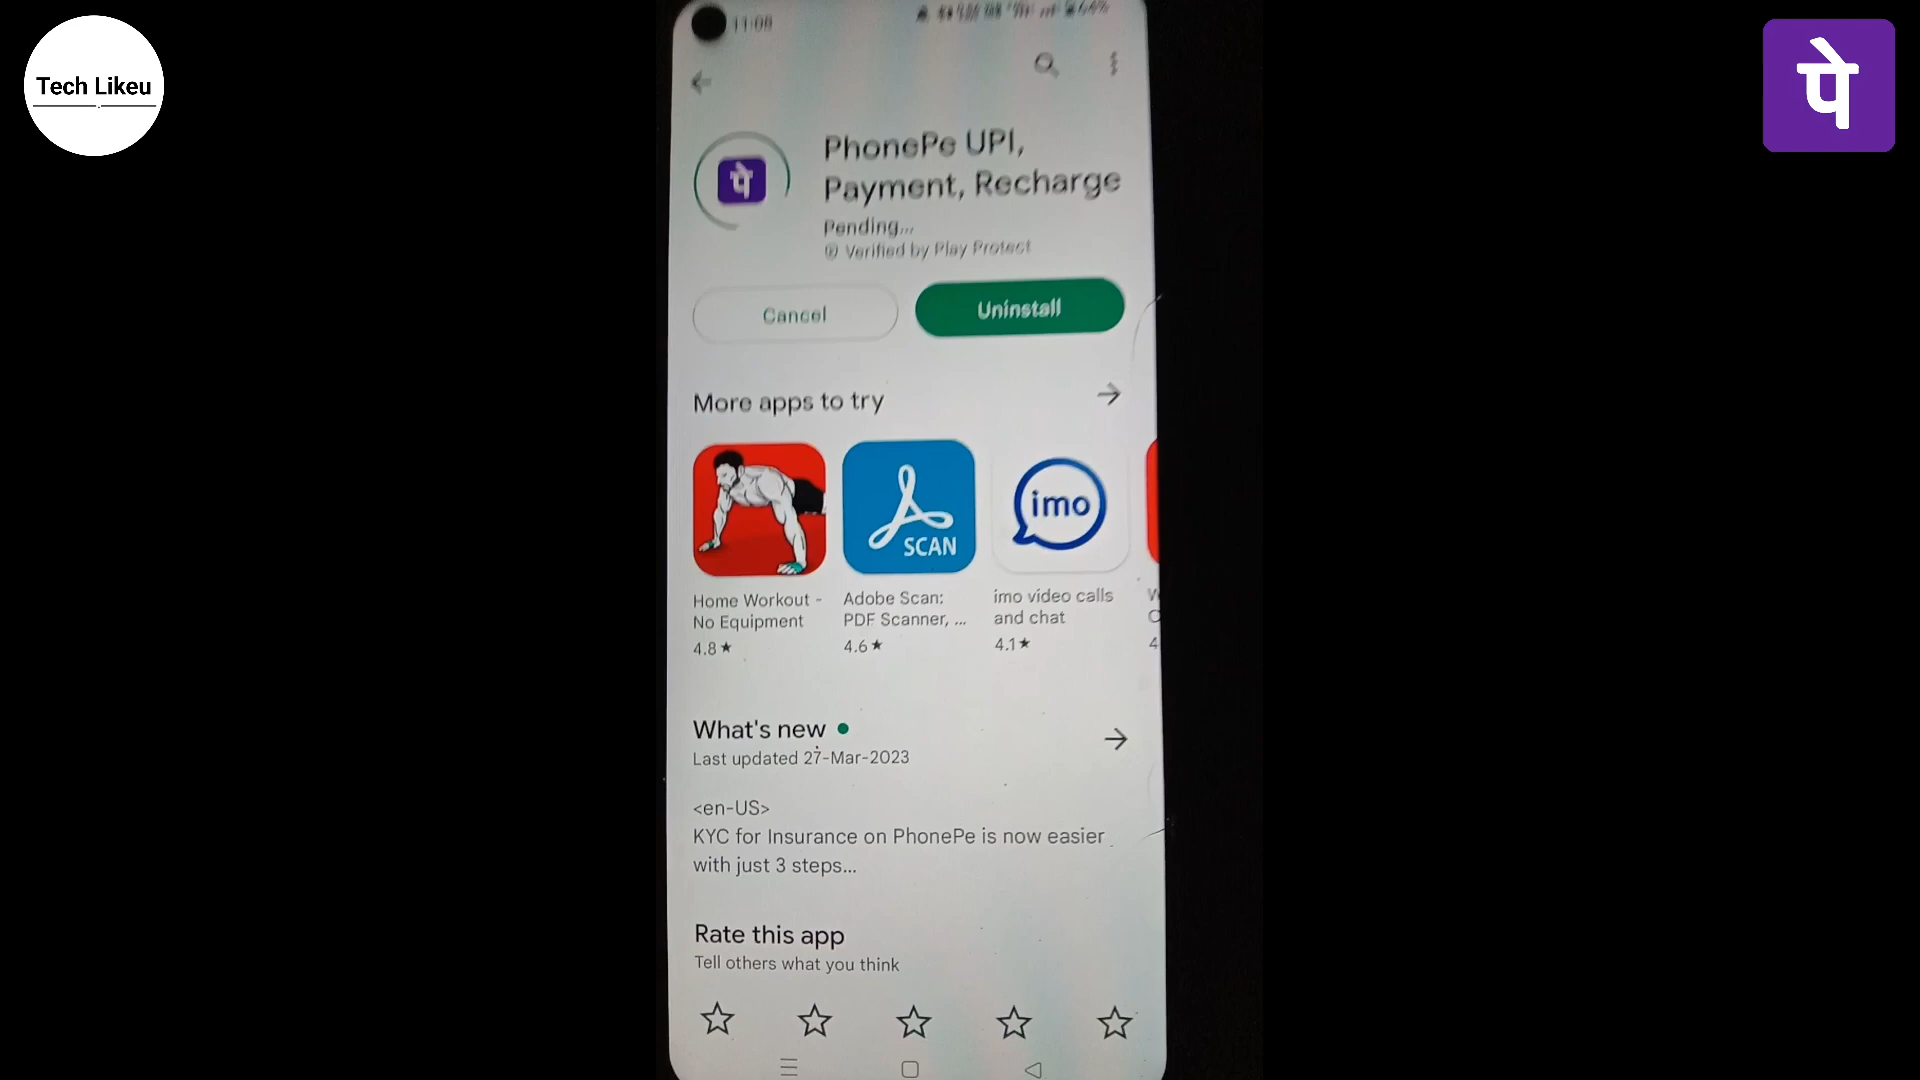 Tech Likeu
पे
11:08
PhonePe UPI,
Payment, Recharge
पे
Pending...
Verified by Play Protect
Cancel
Uninstall
More apps to try
SCAN
imo
Home Workout -
No Equipment
4.8★
Adobe Scan:
PDF Scanner, ...
4.6★
imo video calls
and chat
4.1★
4
What's new
Last updated 27-Mar-2023
<en-US>
KYC for Insurance on PhonePe is now easier
with just 3 steps...
Rate this app
Tell others what you think